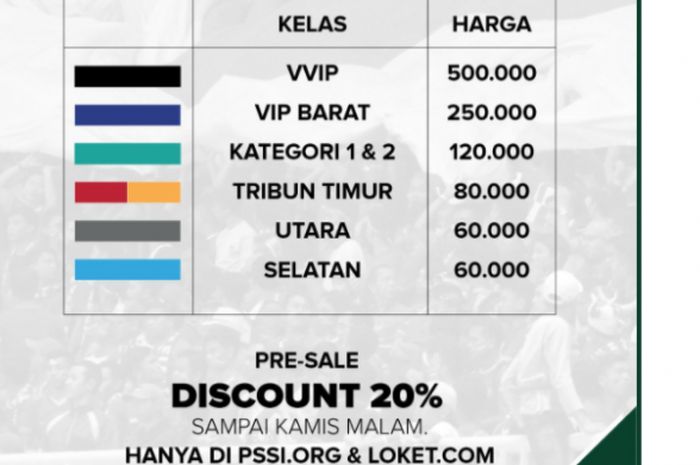 KELAS HARGA
VVIP 500.000
VIP BARAT 250.000
KATEGORI 1 & 2 120.000
TRIBUN TIMUR 80.000
UTARA 60.000
SELATAN 60.000
PRE-SALE
DISCOUNT 20%
SAMPAI KAMIS MALAM.
HANYA DI PSSI.ORG & LOKET.COM